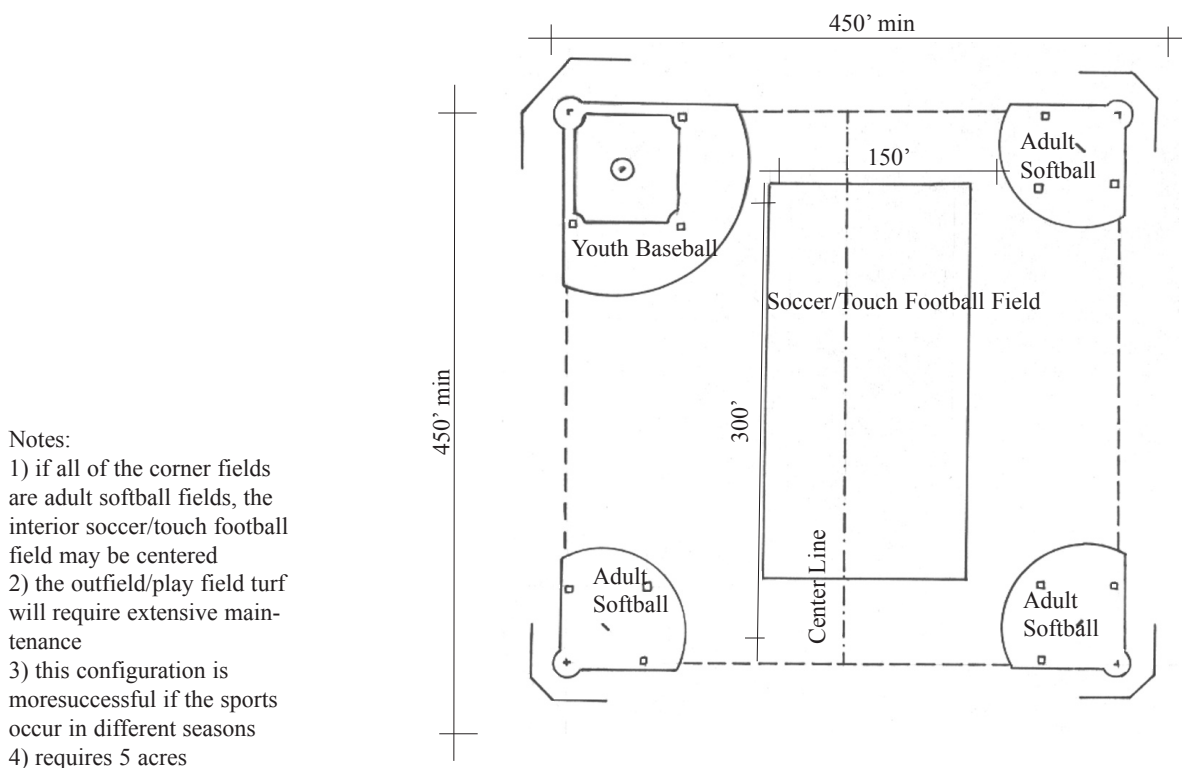 450’ min
Adult
Softball
150’
Youth Baseball
Soccer/Touch Football Field
450’ min
300’
Center Line
Adult
Softball
Adult
Softball
Notes:
1) if all of the corner fields
are adult softball fields, the
interior soccer/touch football
field may be centered
2) the outfield/play field turf
will require extensive main-
tenance
3) this configuration is
moresuccessful if the sports
occur in different seasons
4) requires 5 acres